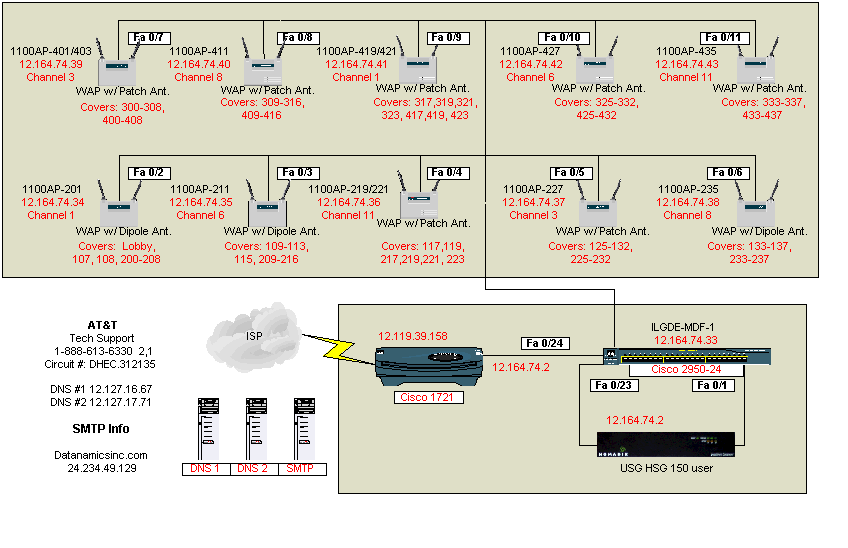 Fa 0/7
Fa 0/8
Fa 0/9
Fa 0/10
Fa 0/11
1100AP-401/403
12.164.74.39
Channel 3
WAP w/ Patch Ant.
Covers: 300-308,
400-408
1100AP-411
12.164.74.40
Channel 8
WAP w/ Patch Ant.
Covers: 309-316,
409-416
1100AP-419/421
12.164.74.41
Channel 1
WAP w/ Patch Ant.
Covers: 317,319,321,
323, 417,419, 423
1100AP-427
12.164.74.42
Channel 6
WAP w/ Patch Ant.
Covers: 325-332,
425-432
1100AP-435
12.164.74.43
Channel 11
WAP w/ Patch Ant.
Covers: 333-337,
433-437
Fa 0/2
Fa 0/3
Fa 0/4
Fa 0/5
Fa 0/6
1100AP-201
12.164.74.34
Channel 1
WAP w/ Dipole Ant.
Covers: Lobby,
107, 108, 200-208
1100AP-211
12.164.74.35
Channel 6
WAP w/ Dipole Ant.
Covers: 109-113,
115, 209-216
1100AP-219/221
12.164.74.36
Channel 11
WAP w/ Patch Ant.
Covers: 117,119,
217,219,221, 223
1100AP-227
12.164.74.37
Channel 3
WAP w/ Patch Ant.
Covers: 125-132,
225-232
1100AP-235
12.164.74.38
Channel 8
WAP w/ Dipole Ant.
Covers: 133-137,
233-237
AT&T
Tech Support
1-888-613-6330 2,1
Circuit #: DHEC.312135
DNS #1 12.127.16.67
DNS #2 12.127.17.71
SMTP Info
Datanamicsinc.com
24.234.49.129
ISP
DNS 1
DNS 2
SMTP
12.119.39.158
Cisco 1721
12.164.74.2
Fa 0/24
ILGDE-MDF-1
12.164.74.33
Cisco 2950-24
Fa 0/23
Fa 0/1
12.164.74.2
NOMADIX
USG HSG 150 user